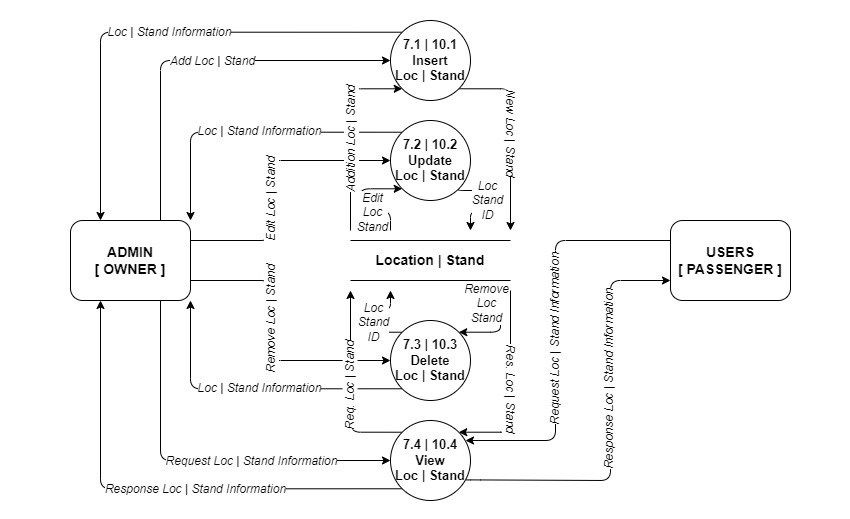 Loc | Stand Information
7.1 | 10.1
Insert
Loc | Stand
Add Loc | Stand
Addition Loc | Stand
New Loc | Stand
Loc | Stand Information
7.2 | 10.2
Update
Loc | Stand
Edit Loc | Stand
Edit
Loc
Stand
Loc
Stand
ID
ADMIN
[ OWNER ]
Location | Stand
USERS
[ PASSENGER ]
Remove Loc | Stand
Loc
Stand
ID
Remove
Loc
Stand
7.3 | 10.3
Delete
Loc | Stand
Loc | Stand Information
Req. Loc | Stand
Res. Loc | Stand
Request Loc | Stand Information
Response Loc | Stand Information
7.4 | 10.4
View
Loc | Stand
Request Loc | Stand Information
Response Loc | Stand Information